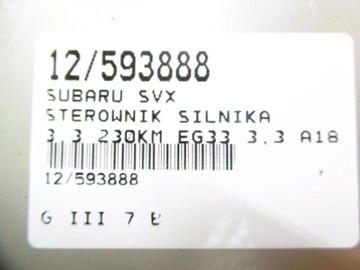 12/593888
SUBARU SVX
STEROWNIK SILNIKA
3.3 230KM EG33 3.3 A18
12/593888
G III 7